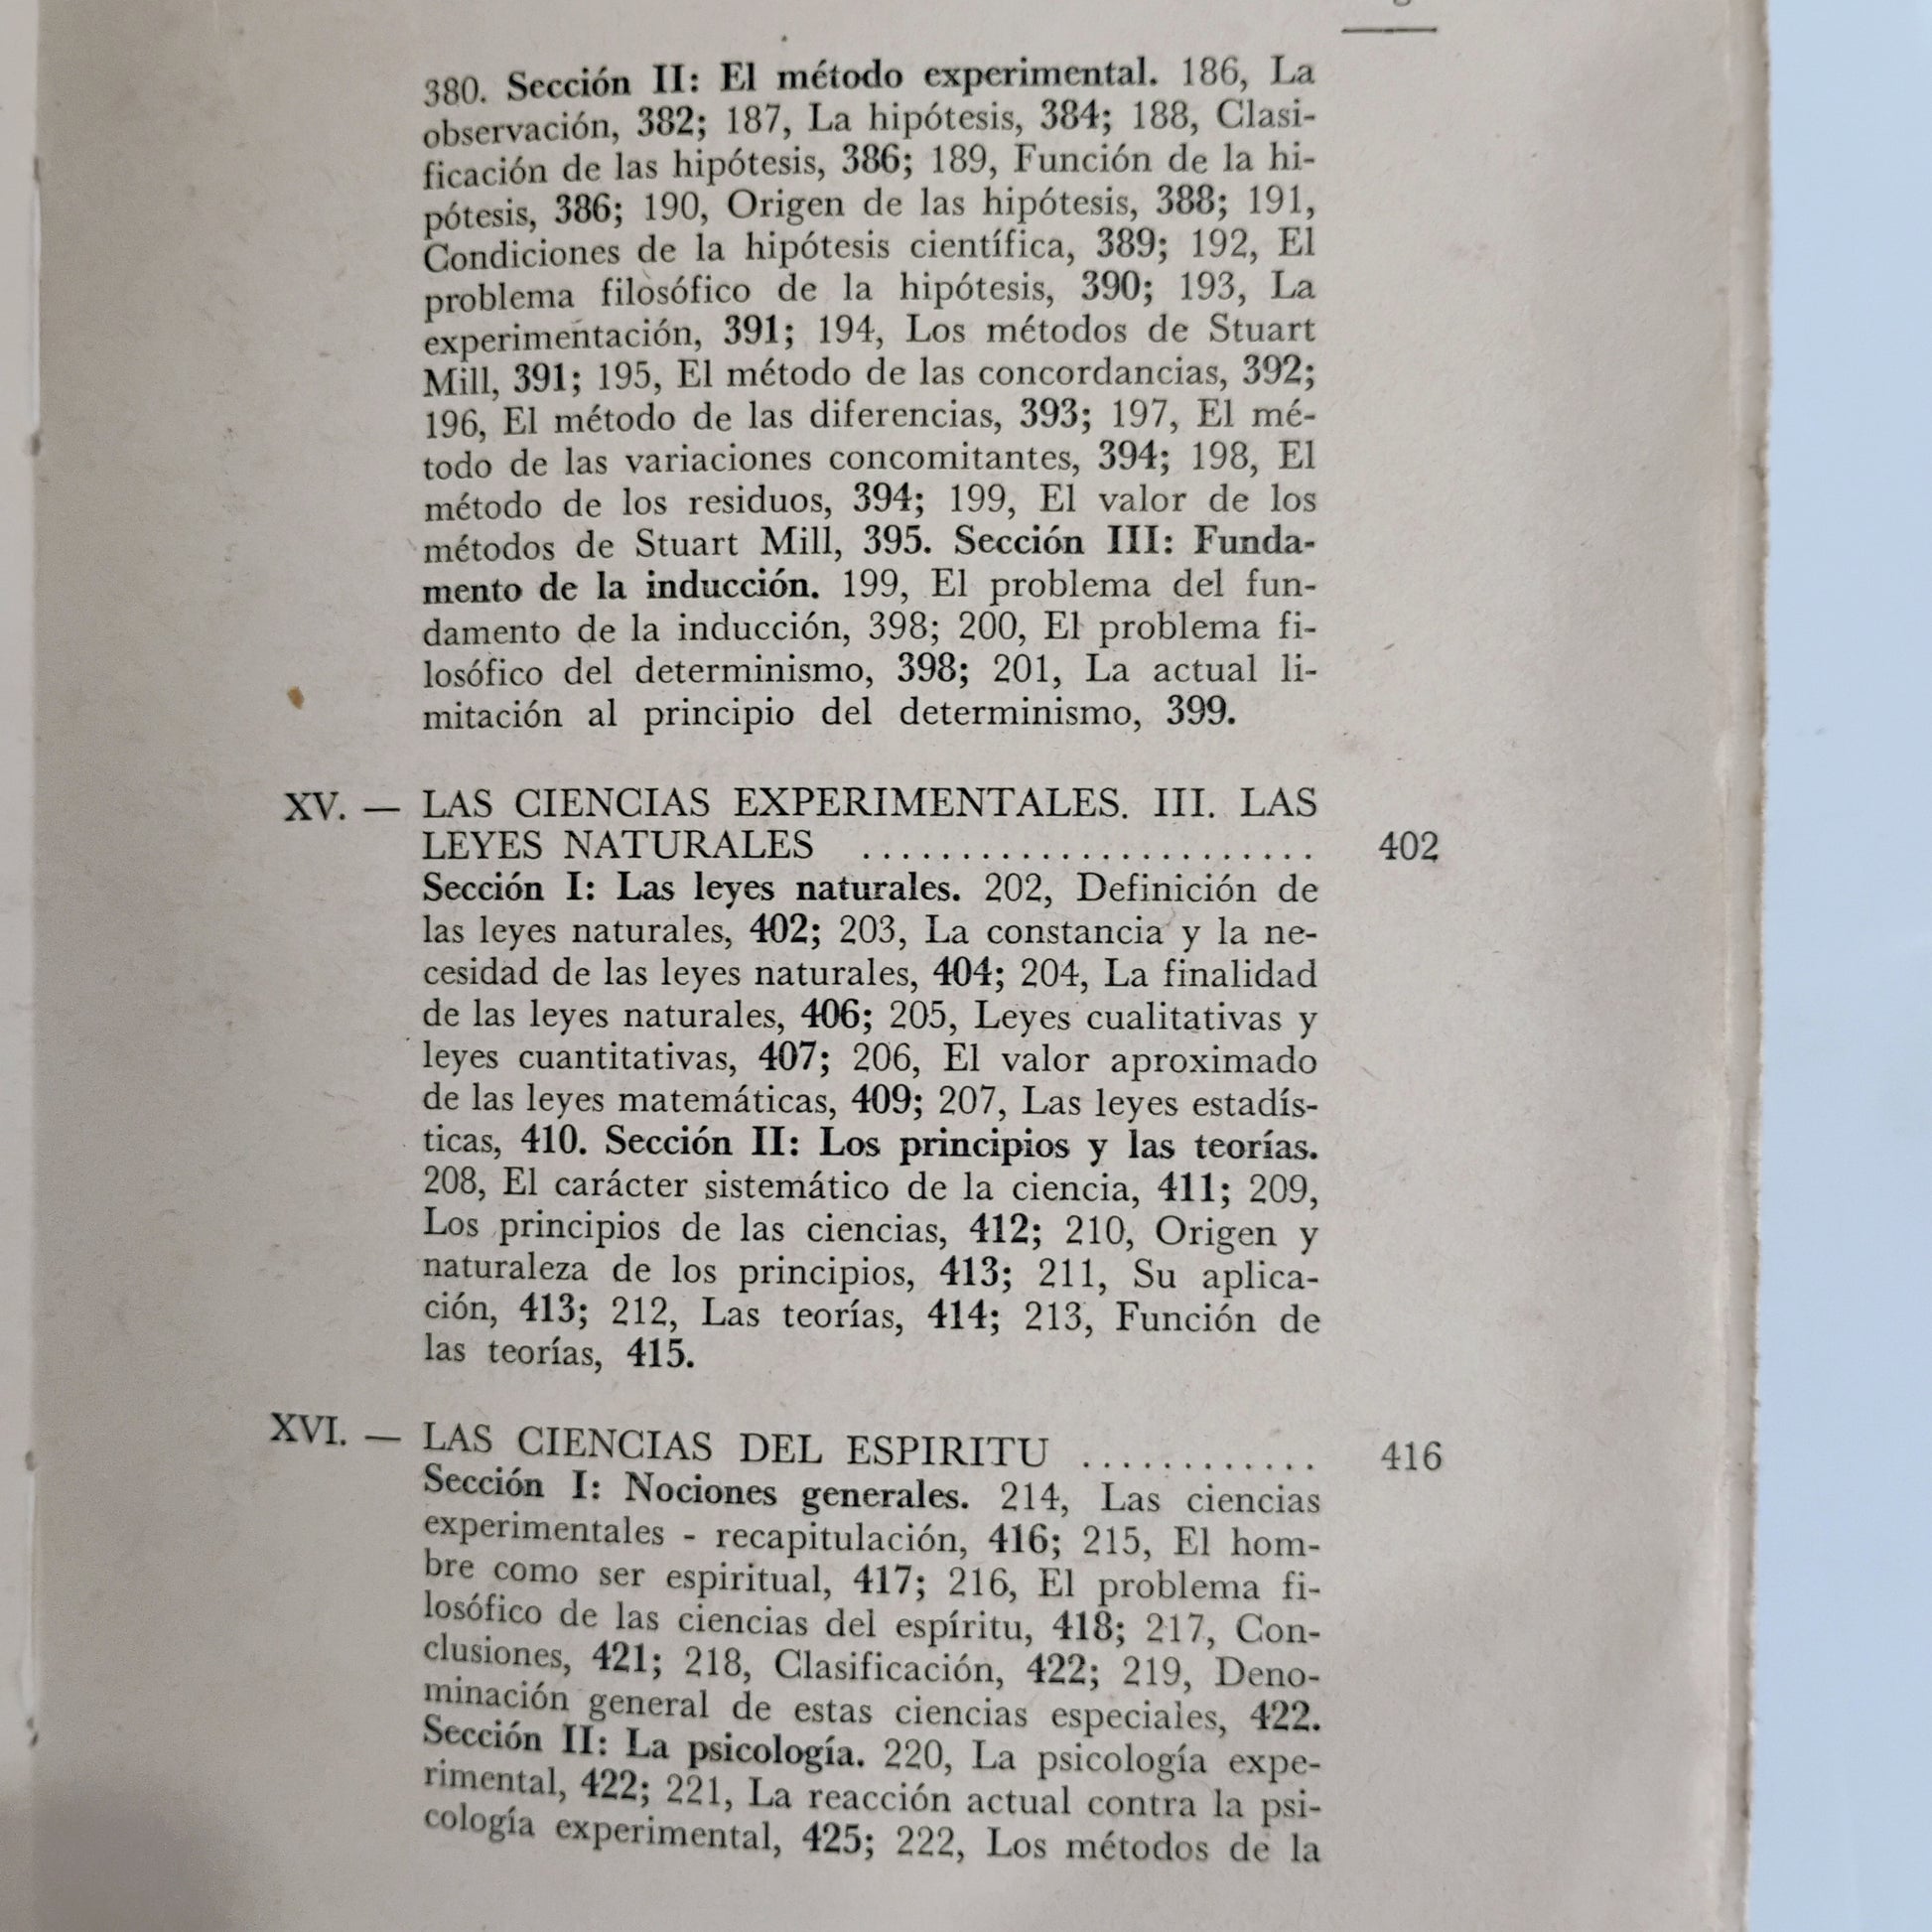 380. Sección II: El método experimental. 186, La
observación, 382; 187, La hipótesis, 384; 188, Clasi-
ficación de las hipótesis, 386; 189, Función de la hi-
pótesis, 386; 190, Origen de las hipótesis, 388; 191,
Condiciones de la hipótesis científica, 389; 192, El
problema filosófico de la hipótesis, 390; 193, La
experimentación, 391; 194, Los métodos de Stuart
Mill, 391; 195, El método de las concordancias, 392;
196, El método de las diferencias, 393; 197, El mé-
todo de las variaciones concomitantes, 394; 198, El
método de los residuos, 394; 199, El valor de los
métodos de Stuart Mill, 395. Sección III: Funda-
mento de la inducción. 199, El problema del fun-
damento de la inducción, 398; 200, El problema fi-
losófico del determinismo, 398; 201, La actual li-
mitación al principio del determinismo, 399.
XV. — LAS CIENCIAS EXPERIMENTALES. III. LAS
LEYES NATURALES ....................... 402
Sección I: Las leyes naturales. 202, Definición de
las leyes naturales, 402; 203, La constancia y la ne-
cesidad de las leyes naturales, 404; 204, La finalidad
de las leyes naturales, 406; 205, Leyes cualitativas y
leyes cuantitativas, 407; 206, El valor aproximado
de las leyes matemáticas, 409; 207, Las leyes estadís-
ticas, 410. Sección II: Los principios y las teorías.
208, El carácter sistemático de la ciencia, 411; 209,
Los principios de las ciencias, 412; 210, Origen y
naturaleza de los principios, 413; 211, Su aplica-
ción, 413; 212, Las teorías, 414; 213, Función de
las teorías, 415.
XVI. — LAS CIENCIAS DEL ESPIRITU ............ 416
Sección I: Nociones generales. 214, Las ciencias
experimentales - recapitulación, 416; 215, El hom-
bre como ser espiritual, 417; 216, El problema fi-
losófico de las ciencias del espíritu, 418; 217, Con-
clusiones, 421; 218, Clasificación, 422; 219, Deno-
minación general de estas ciencias especiales, 422.
Sección II: La psicología. 220, La psicología expe-
rimental, 422; 221, La reacción actual contra la psi-
cología experimental, 425; 222, Los métodos de la